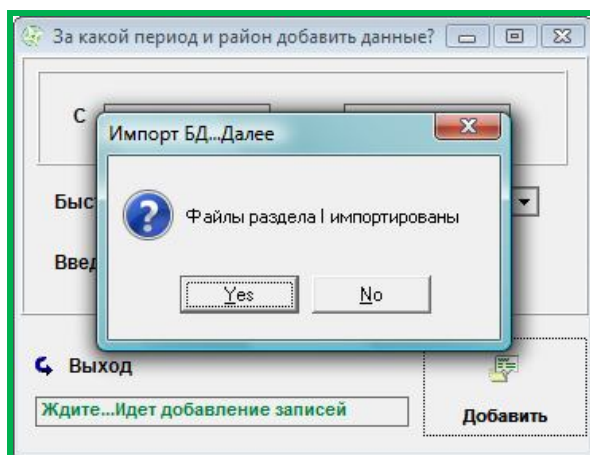 За какой период и район добавить данные?
С
Импорт БД...Далее
Файлы раздела I импортированы
Yes
No
Выход
Ждите...Идет добавление записей
Добавить